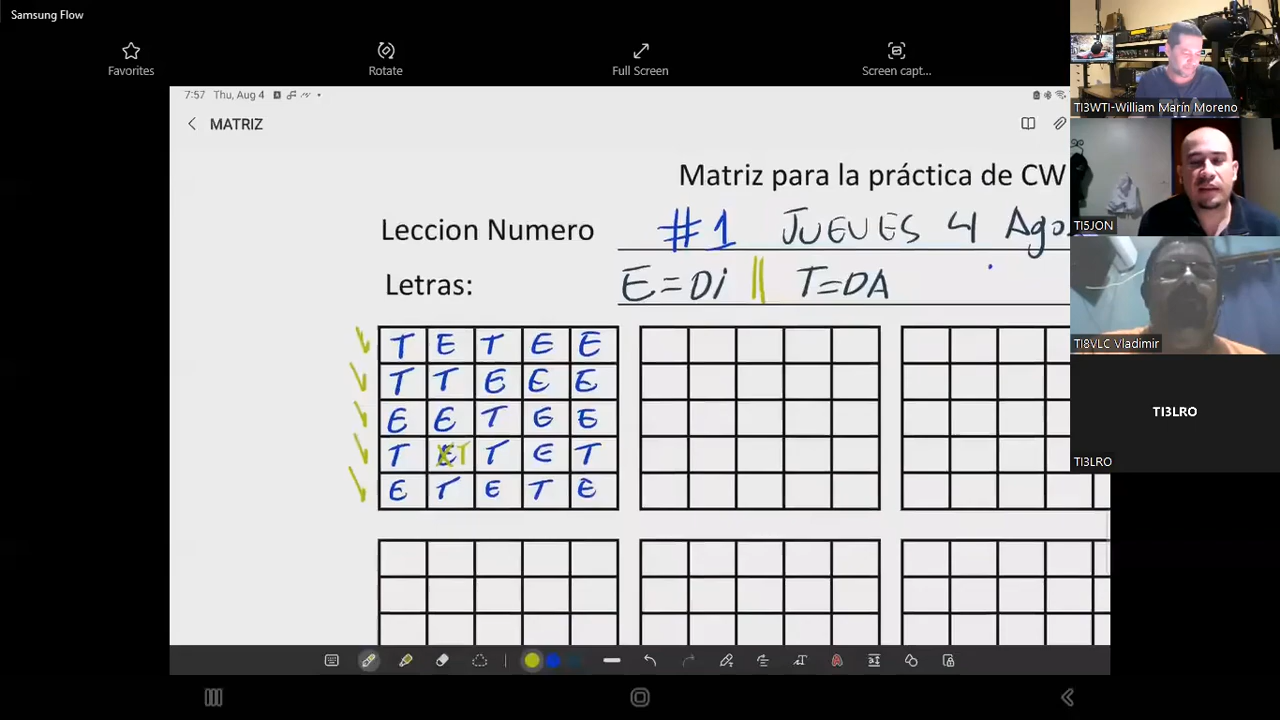 Samsung Flow
Favorites
Rotate
Full Screen
Screen capt...
7:57 Thu, Aug 4
MATRIZ
Matriz para la práctica de CW
Leccion Numero #1 JUEVES 4 Ago
Letras: E=Di || T=DA
T E T E E
T T E E E
E E T E E
T E T T E T
E T E T E
TI3WTI-William Marin Moreno
TI5JON
TI8VLC Vladimir
TI3LRO
TI3LRO